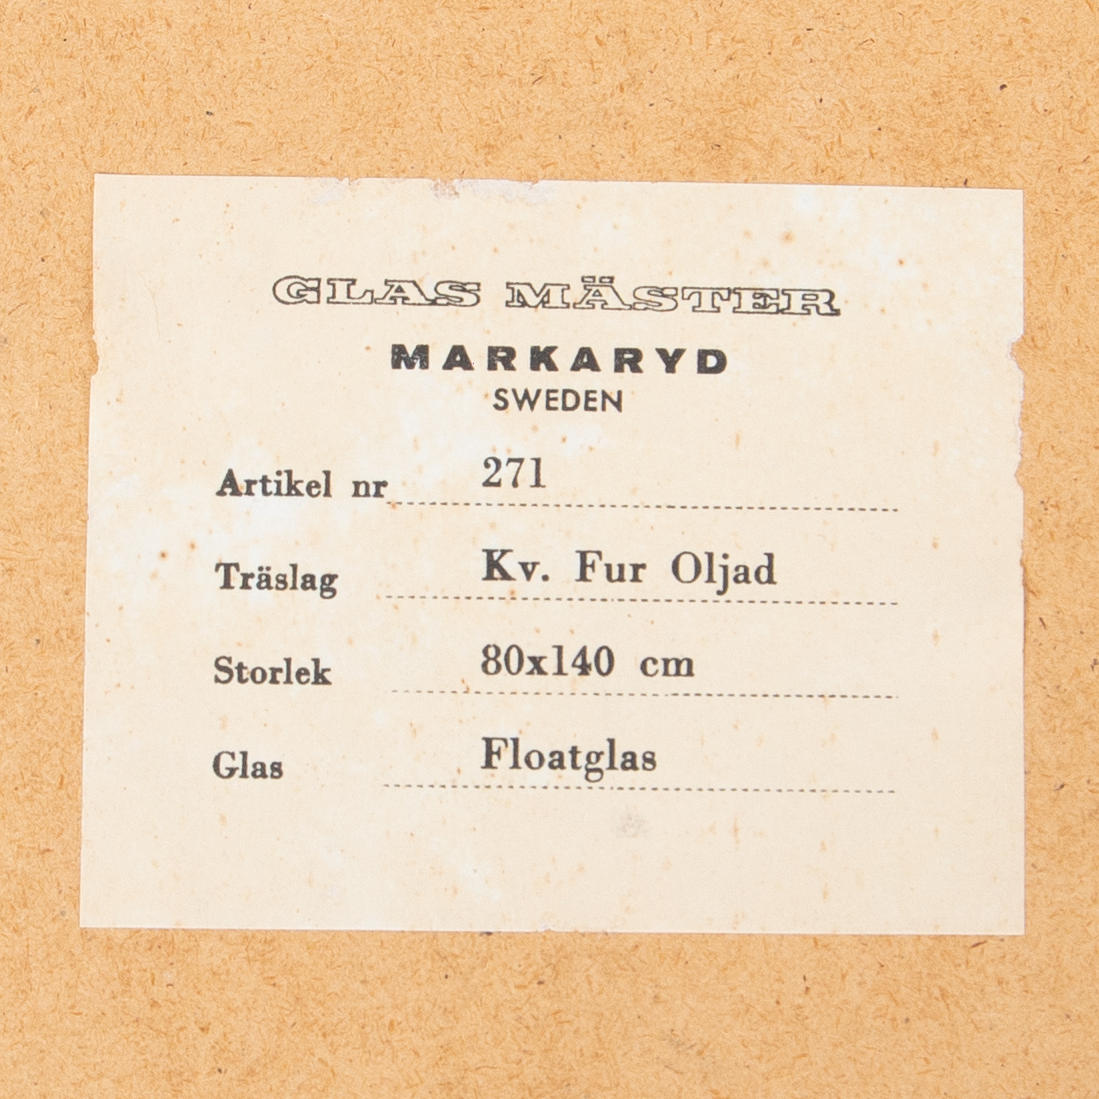 GLAS MÄSTER
MARKARYD
SWEDEN
Artikel nr 271
Träslag Kv. Fur Oljad
Storlek 80x140 cm
Glas Floatglas